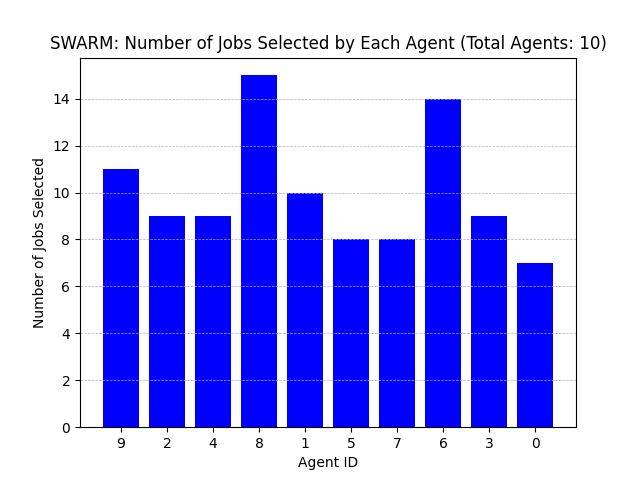 SWARM: Number of Jobs Selected by Each Agent (Total Agents: 10)
Number of Jobs Selected
14
12
10
8
6
4
2
0
9 2 4 8 1 5 7 6 3 0
Agent ID